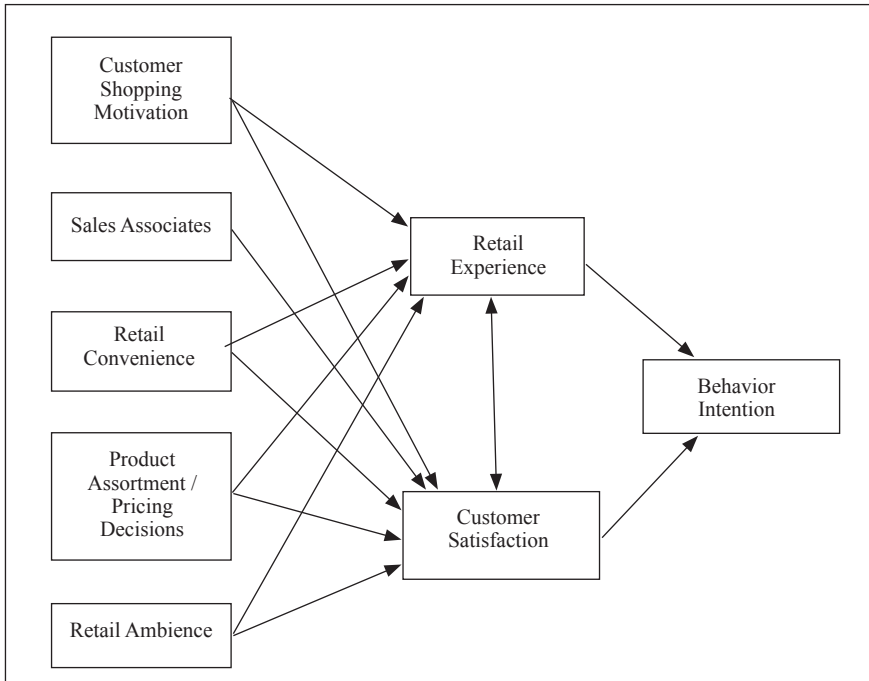 Customer
Shopping
Motivation
Sales Associates
Retail
Convenience
Product
Assortment /
Pricing
Decisions
Retail Ambience
Retail
Experience
Customer
Satisfaction
Behavior
Intention